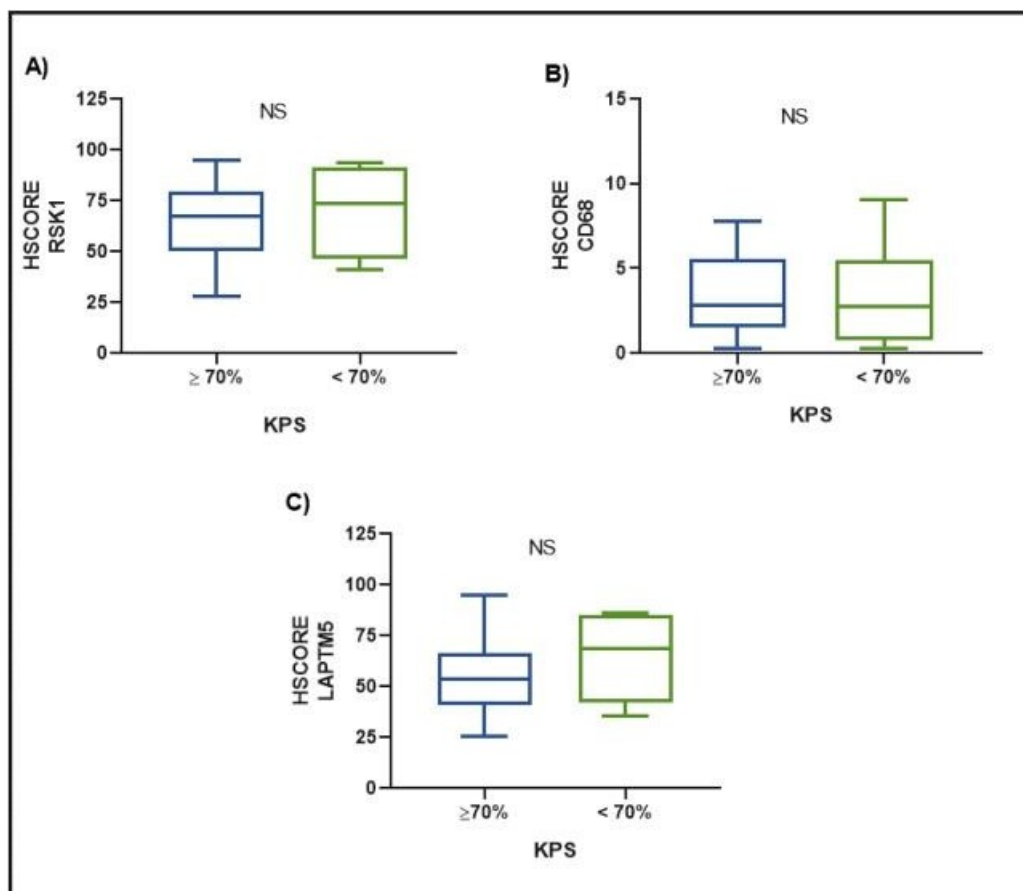 A)
NS
HSCORE
RSK1
125
100
75
50
25
0
≥ 70%
< 70%
KPS
B)
NS
HSCORE
CD68
15
10
5
0
≥70%
< 70%
KPS
C)
NS
HSCORE
LAPTM5
125
100
75
50
25
0
≥70%
< 70%
KPS